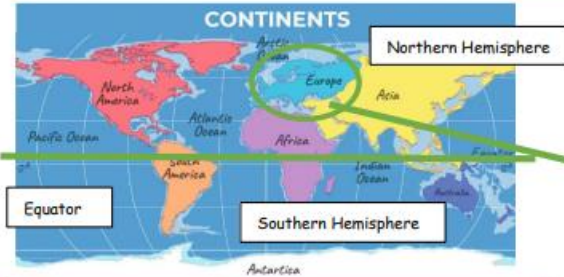 CONTINENTS
Arctic
Ocean
Northern Hemisphere
North
America
Europe
Asia
Atlantic
Ocean
Pacific Ocean
Africa
Equator
South
America
Indian
Ocean
Australia
Equator
Southern Hemisphere
Antartica